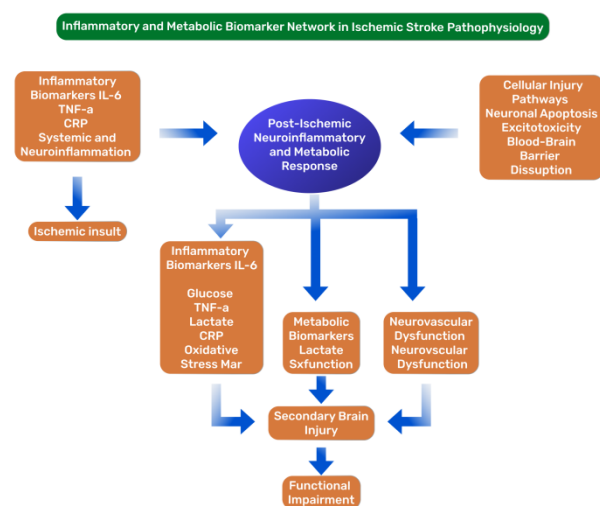 Inflammatory and Metabolic Biomarker Network in Ischemic Stroke Pathophysiology
Inflammatory
Biomarkers IL-6
TNF-a
CRP
Systemic and
Neuroinflammation
Ischemic insult
Post-Ischemic
Neuroinflammatory
and Metabolic
Response
Cellular Injury
Pathways
Neuronal Apoptosis
Excitotoxicity
Blood-Brain
Barrier
Dissuption
Inflammatory
Biomarkers IL-6
Glucose
TNF-a
Lactate
CRP
Oxidative
Stress Mar
Metabolic
Biomarkers
Lactate
Sxfunction
Neurovascular
Dysfunction
Neurovscular
Dysfunction
Secondary Brain
Injury
Functional
Impairment